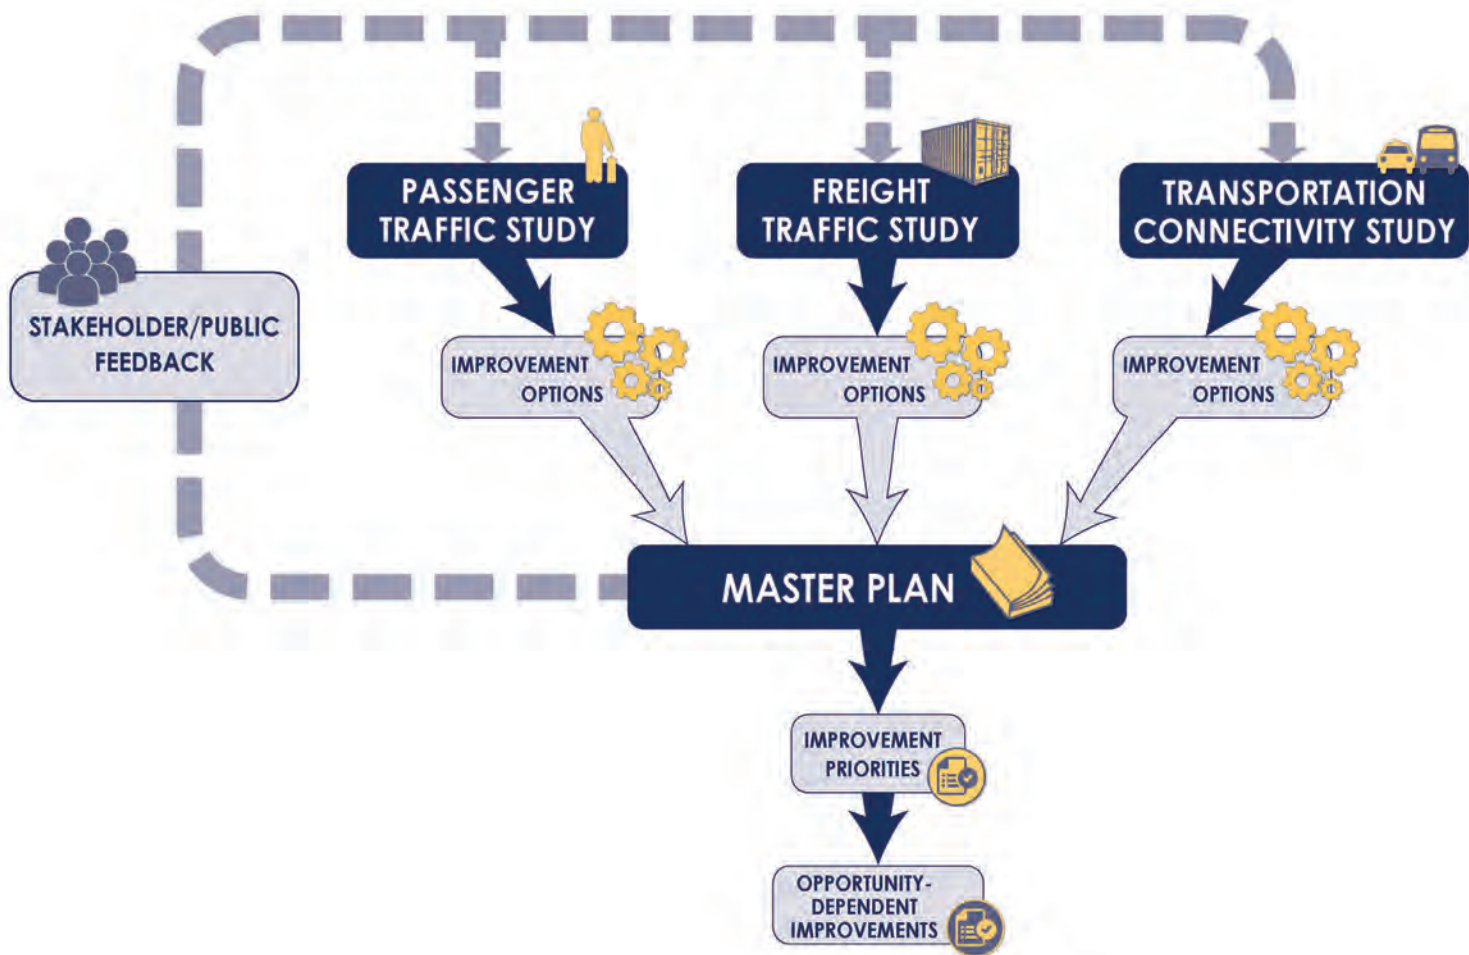 PASSENGER
TRAFFIC STUDY
FREIGHT
TRAFFIC STUDY
TRANSPORTATION
CONNECTIVITY STUDY
STAKEHOLDER/PUBLIC
FEEDBACK
IMPROVEMENT
OPTIONS
IMPROVEMENT
OPTIONS
IMPROVEMENT
OPTIONS
MASTER PLAN
IMPROVEMENT
PRIORITIES
OPPORTUNITY-
DEPENDENT
IMPROVEMENTS